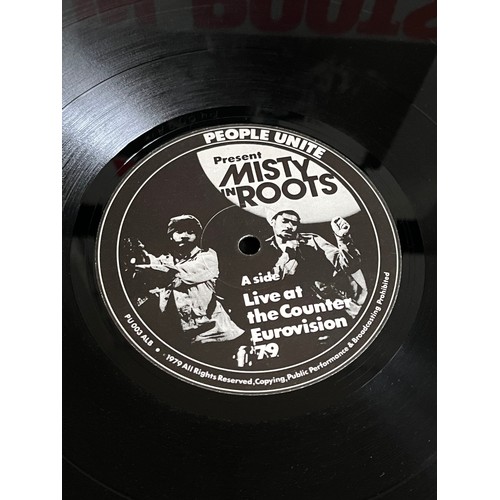 PEOPLE UNITE
Present
MISTY
'N
ROOTS
A side
Live at
the Counter
Eurovision
79
PU 003 ALB • 1979 All Rights Reserved, Copying, Public Performance & Broadcasting Prohibited